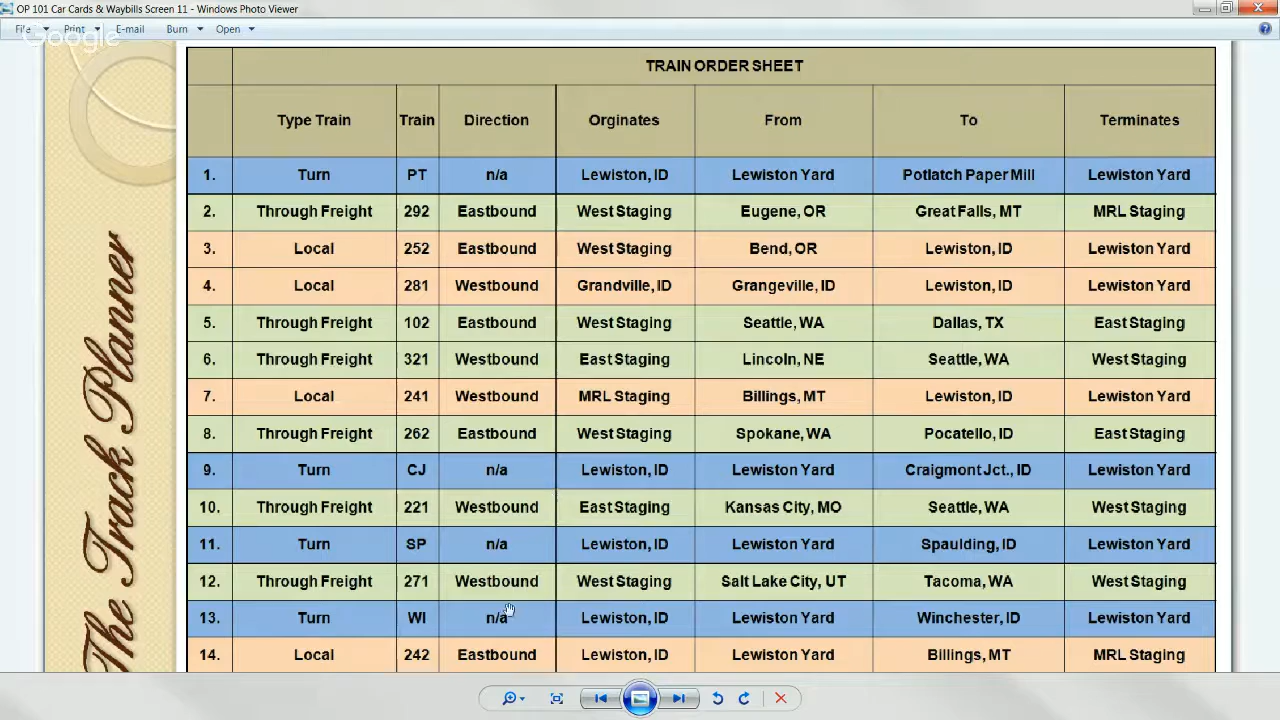 OP 101 Car Cards & Waybills Screen 11 - Windows Photo Viewer
File Print E-mail Burn Open
Google
The Track Planner
TRAIN ORDER SHEET
Type Train Train Direction Orginates From To Terminates
1. Turn PT n/a Lewiston, ID Lewiston Yard Potlatch Paper Mill Lewiston Yard
2. Through Freight 292 Eastbound West Staging Eugene, OR Great Falls, MT MRL Staging
3. Local 252 Eastbound West Staging Bend, OR Lewiston, ID Lewiston Yard
4. Local 281 Westbound Grandville, ID Grangeville, ID Lewiston, ID Lewiston Yard
5. Through Freight 102 Eastbound West Staging Seattle, WA Dallas, TX East Staging
6. Through Freight 321 Westbound East Staging Lincoln, NE Seattle, WA West Staging
7. Local 241 Westbound MRL Staging Billings, MT Lewiston, ID Lewiston Yard
8. Through Freight 262 Eastbound West Staging Spokane, WA Pocatello, ID East Staging
9. Turn CJ n/a Lewiston, ID Lewiston Yard Craigmont Jct., ID Lewiston Yard
10. Through Freight 221 Westbound East Staging Kansas City, MO Seattle, WA West Staging
11. Turn SP n/a Lewiston, ID Lewiston Yard Spaulding, ID Lewiston Yard
12. Through Freight 271 Westbound West Staging Salt Lake City, UT Tacoma, WA West Staging
13. Turn WI n/a Lewiston, ID Lewiston Yard Winchester, ID Lewiston Yard
14. Local 242 Eastbound Lewiston, ID Lewiston Yard Billings, MT MRL Staging